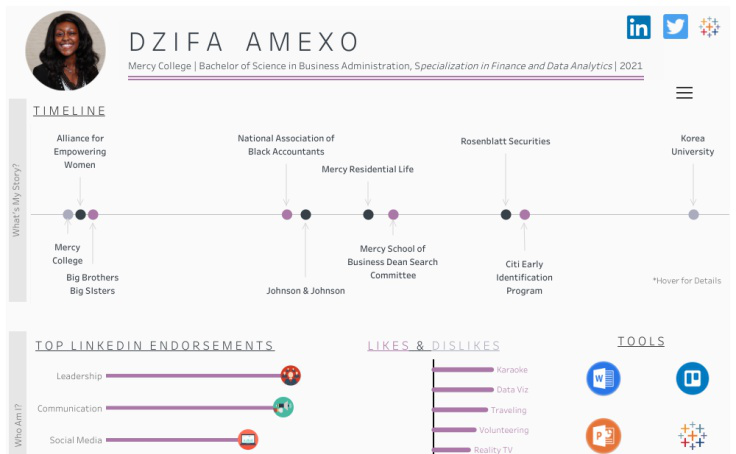 DZIFA AMEXO
Mercy College | Bachelor of Science in Business Administration, Specialization in Finance and Data Analytics | 2021
What's My Story?
TIMELINE
Alliance for
Empowering
Women
National Association of
Black Accountants
Mercy Residential Life
Rosenblatt Securities
Korea
University
Mercy
College
Big Brothers
Big SIsters
Johnson & Johnson
Mercy School of
Business Dean Search
Committee
Citi Early
Identification
Program
*Hover for Details
Who Am I?
TOP LINKEDIN ENDORSEMENTS
Leadership
Communication
Social Media
LIKES & DISLIKES
Karaoke
Data Viz
Traveling
Volunteering
Reality TV
TOOLS